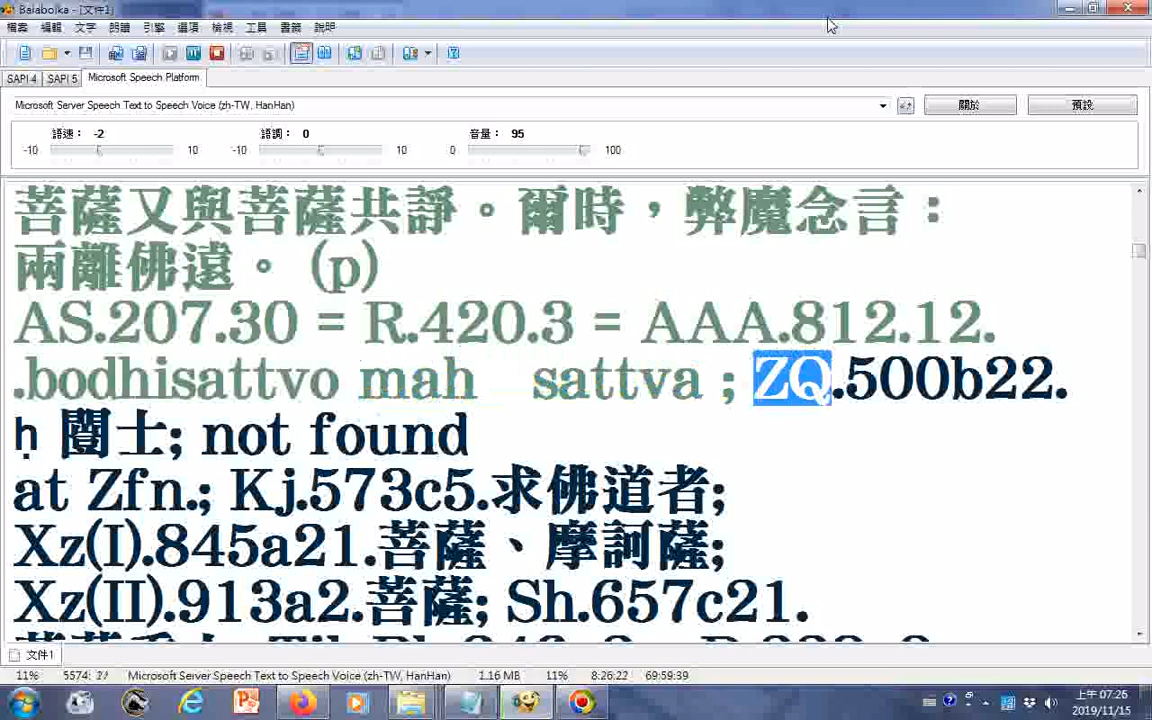 Balabolka - [文件1]
檔案 編輯 文字 朗讀 引擎 選項 檢視 工具 書籤 說明
SAPI 4 SAPI 5 Microsoft Speech Platform
Microsoft Server Speech Text to Speech Voice (zh-TW, HanHan) 關於 預設
語速： -2 語調： 0 音量： 95
-10 10 -10 10 0 100
菩薩又與菩薩共諍。爾時，弊魔念言：
兩離佛遠。 (p)
AS.207.30 = R.420.3 = AAA.812.12.
.bodhisattvo mah sattva ; ZQ.500b22.
ḥ 闓士; not found
at Zfn.; Kj.573c5.求佛道者;
Xz(I).845a21.菩薩、摩訶薩;
Xz(II).913a2.菩薩; Sh.657c21.
文件1
11% Microsoft Server Speech Text to Speech Voice (zh-TW, HanHan) 1.16 MB 11% 8:26:22 69:59:39
上午 07:26
2019/11/15